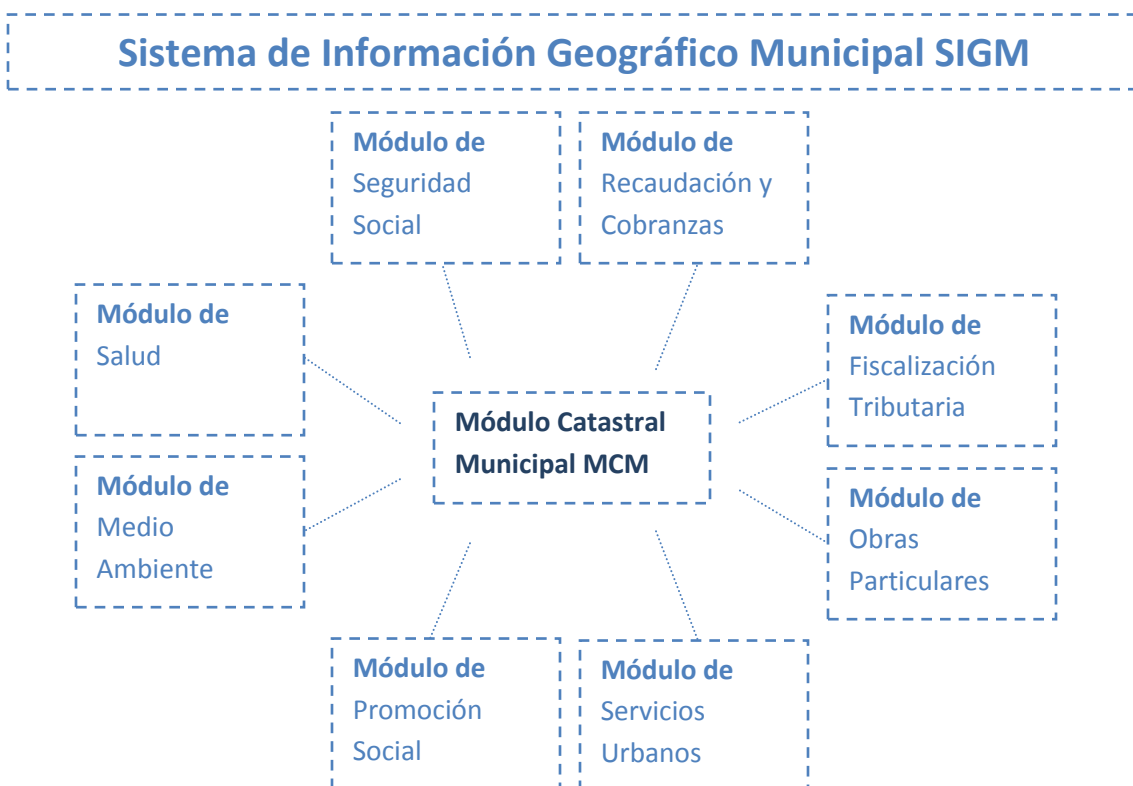 Sistema de Información Geográfico Municipal SIGM
Módulo de
Seguridad
Social
Módulo de
Recaudación y
Cobranzas
Módulo de
Salud
Módulo de
Fiscalización
Tributaria
Módulo Catastral
Municipal MCM
Módulo de
Medio
Ambiente
Módulo de
Obras
Particulares
Módulo de
Promoción
Social
Módulo de
Servicios
Urbanos